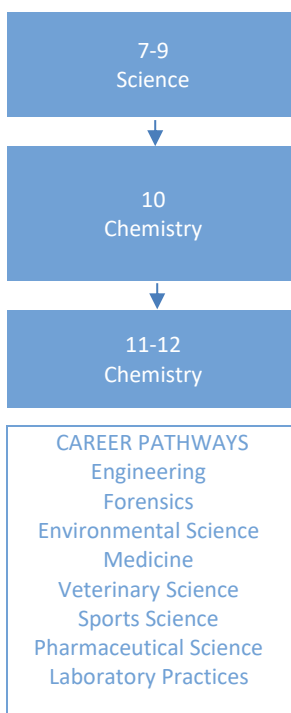 7-9
Science
10
Chemistry
11-12
Chemistry
CAREER PATHWAYS
Engineering
Forensics
Environmental Science
Medicine
Veterinary Science
Sports Science
Pharmaceutical Science
Laboratory Practices